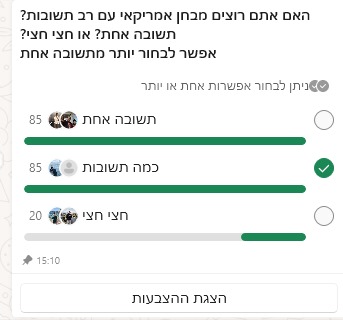 האם אתם רוצים מבחן אמריקאי עם רב תשובות?
תשובה אחת? או חצי חצי?
אפשר לבחור יותר מתשובה אחת
ניתן לבחור אפשרות אחת או יותר
תשובה אחת 85
כמה תשובות 85
חצי חצי 20
15:10
הצגת ההצבעות